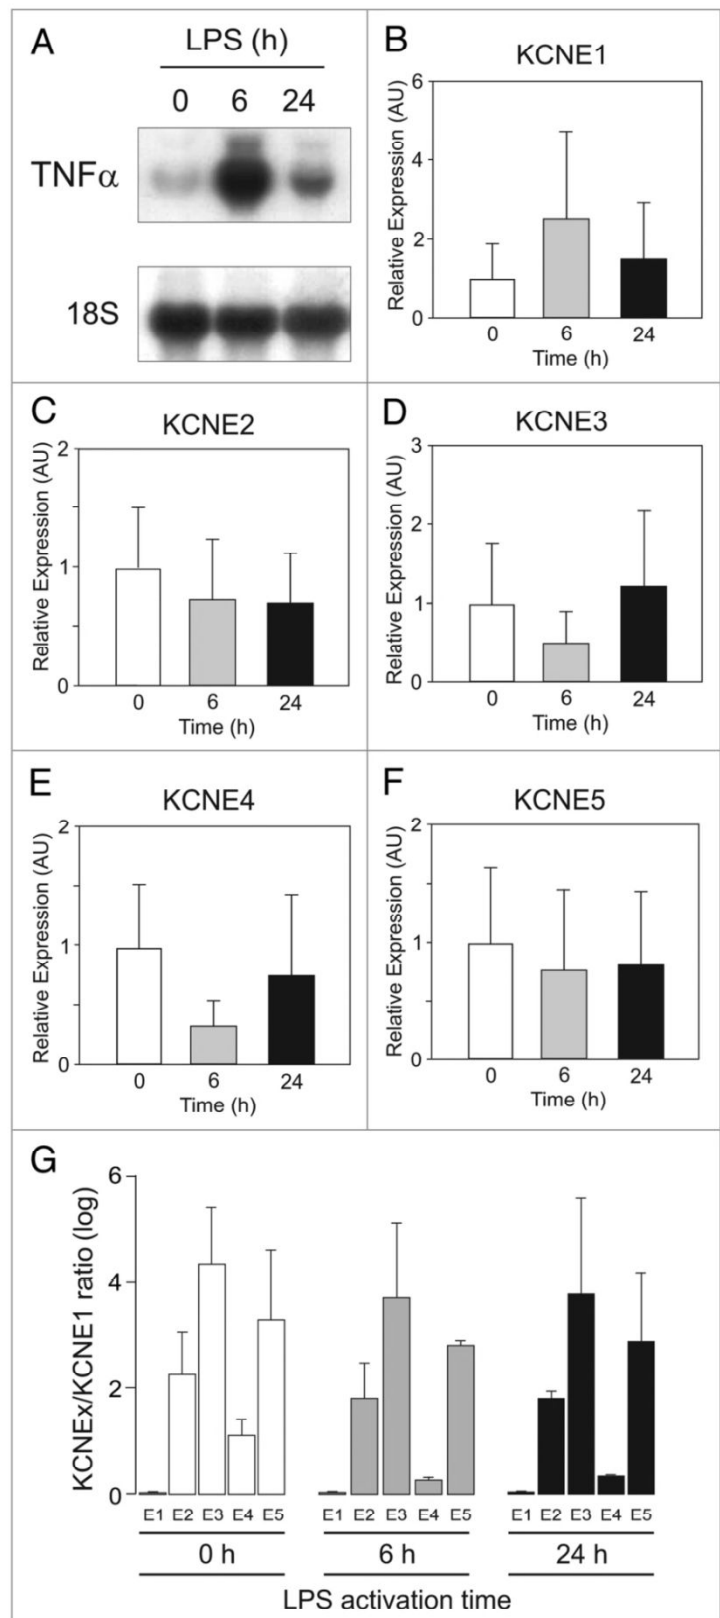 A
LPS (h)
0 6 24
TNFα
18S
B
KCNE1
Relative Expression (AU)
6
4
2
0
0 6 24
Time (h)
C
KCNE2
Relative Expression (AU)
2
1
0
0 6 24
Time (h)
D
KCNE3
Relative Expression (AU)
3
2
1
0
0 6 24
Time (h)
E
KCNE4
Relative Expression (AU)
2
1
0
0 6 24
Time (h)
F
KCNE5
Relative Expression (AU)
2
1
0
0 6 24
Time (h)
G
KCNEx/KCNE1 ratio (log)
6
4
2
0
E1 E2 E3 E4 E5 E1 E2 E3 E4 E5 E1 E2 E3 E4 E5
0 h 6 h 24 h
LPS activation time